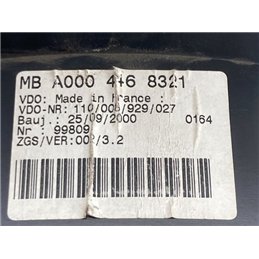 MB A000 446 8321
VDO: Made in France :
VDO-NR: 110/008/929/027
Bauj.: 25/09/2000 0164
Nr : 99809
ZGS/VER:002/3.2